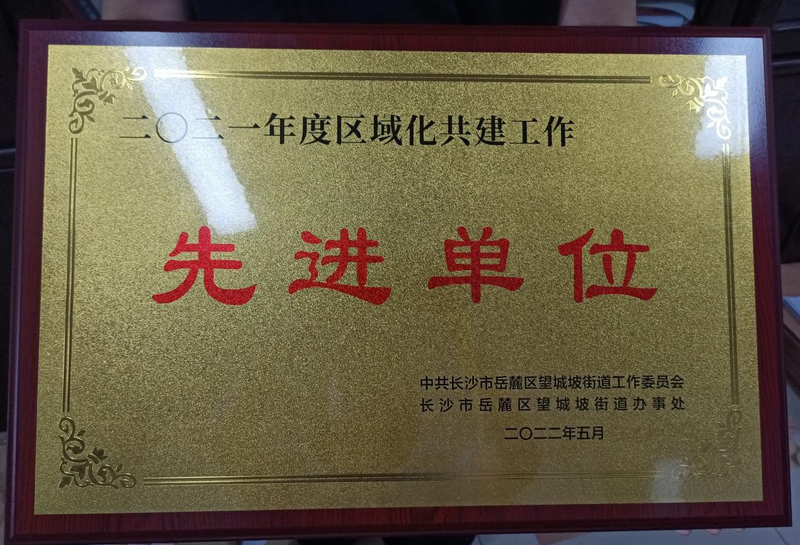 二〇二一年度区域化共建工作
先进单位
中共长沙市岳麓区望城坡街道工作委员会
长沙市岳麓区望城坡街道办事处
二〇二二年五月